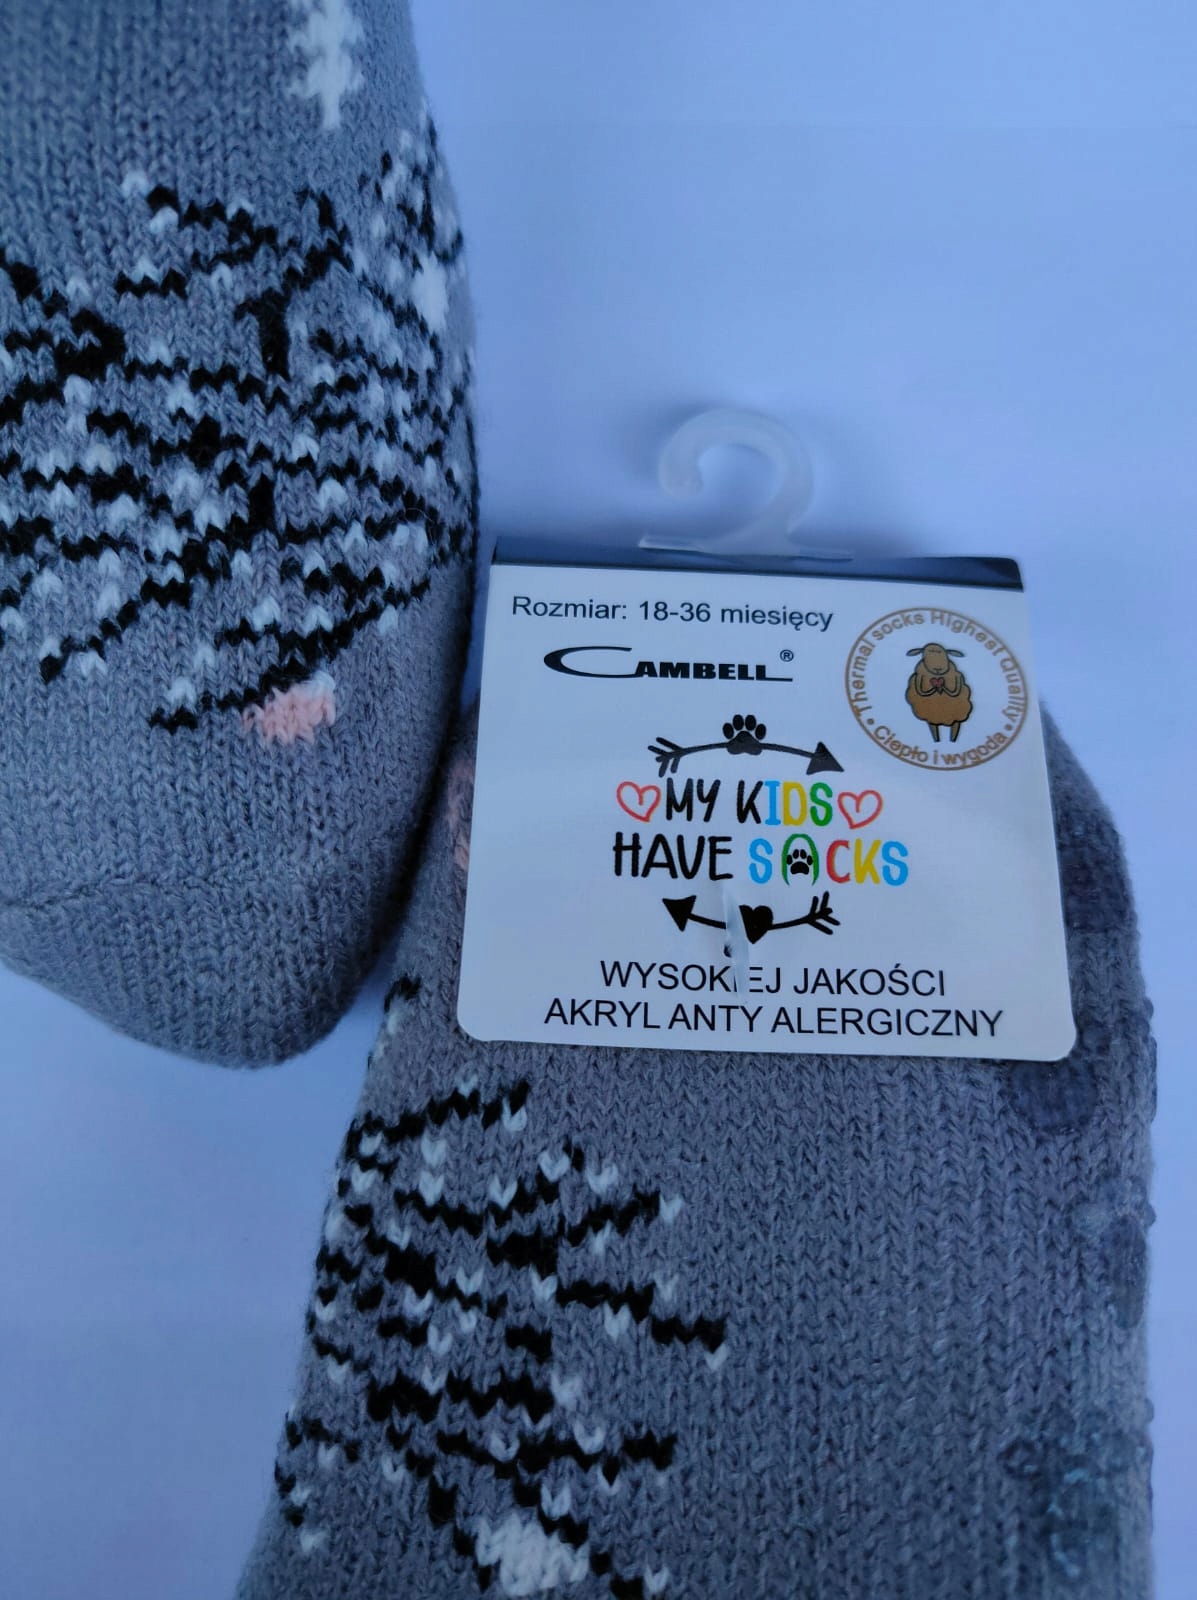 Rozmiar: 18-36 miesięcy
CAMBELL®
Thermal socks Highest Quality
• Ciepło i wygoda •
MY KIDS
HAVE SOCKS
WYSOKIEJ JAKOŚCI
AKRYL ANTY ALERGICZNY